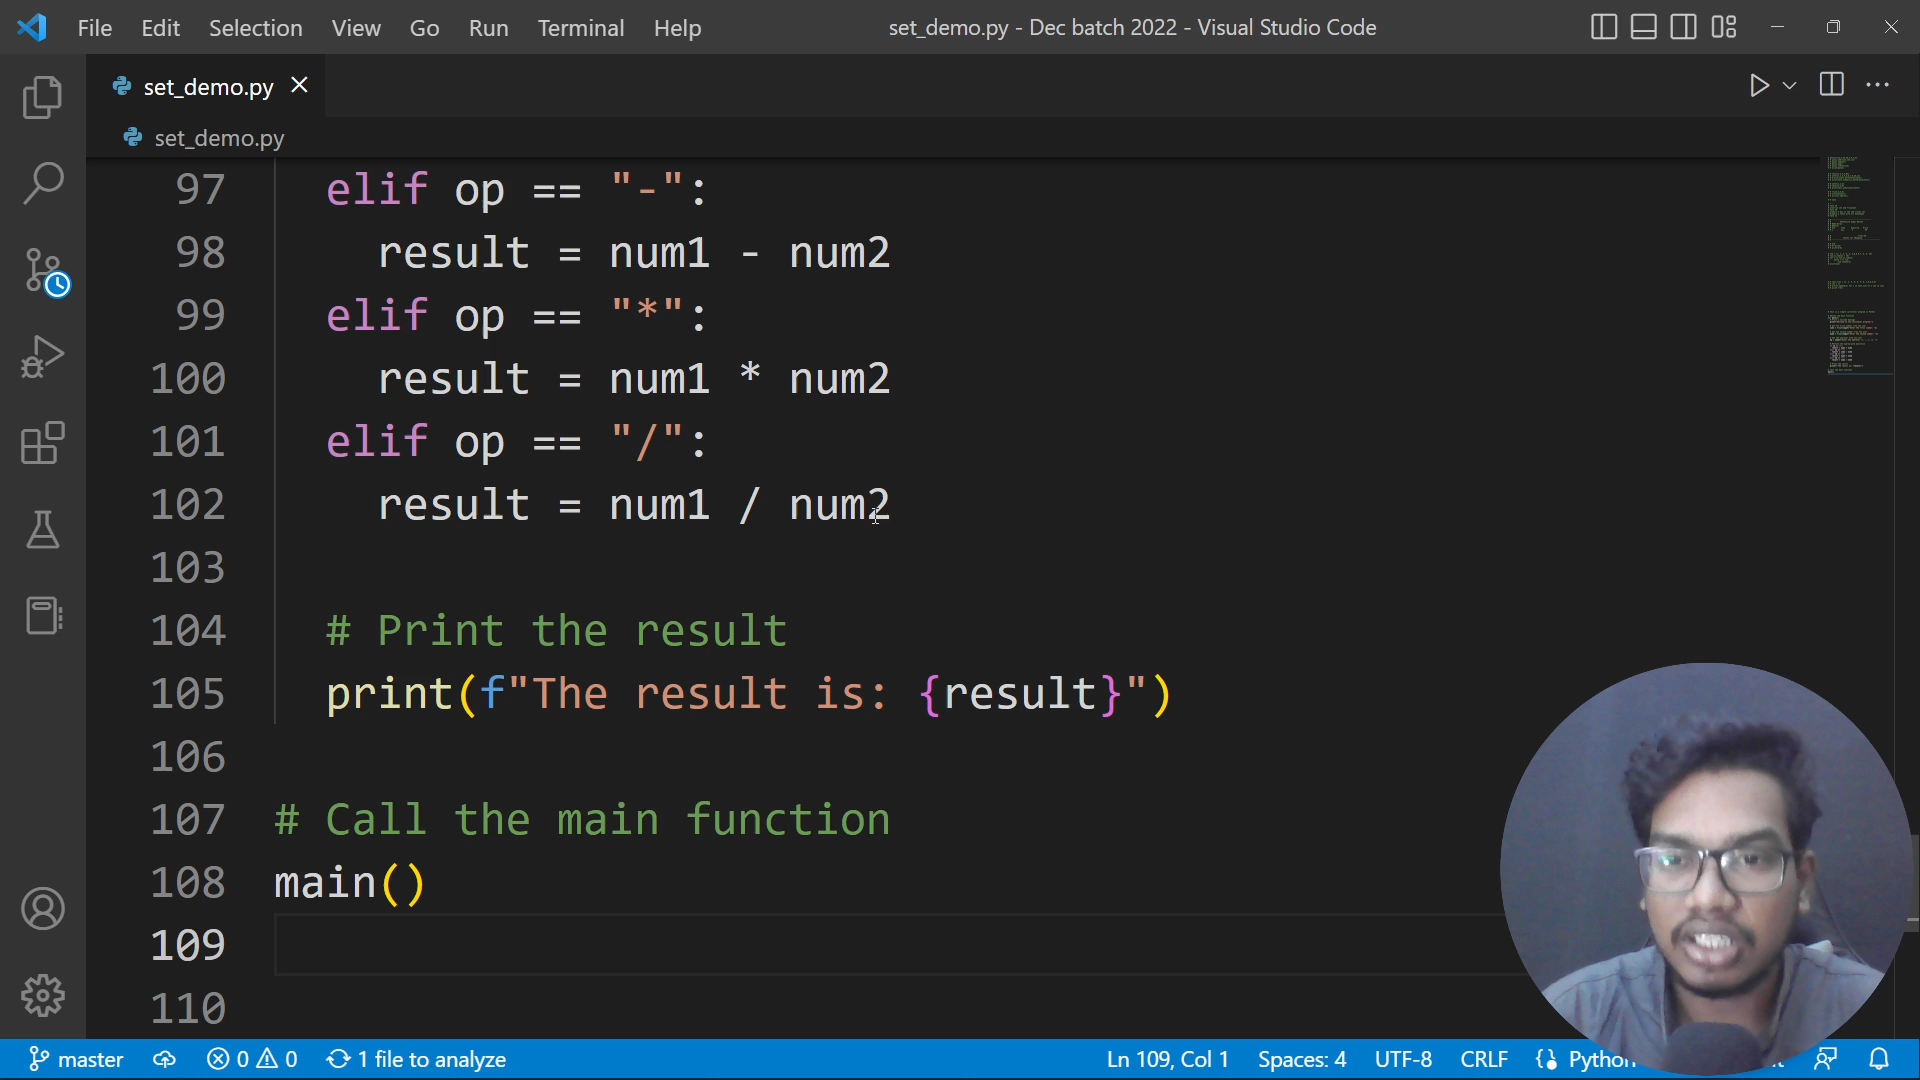 File Edit Selection View Go Run Terminal Help set_demo.py - Dec batch 2022 - Visual Studio Code
set_demo.py
set_demo.py
97 elif op == "-":
98 result = num1 - num2
99 elif op == "*":
100 result = num1 * num2
101 elif op == "/":
102 result = num1 / num2
103
104 # Print the result
105 print(f"The result is: {result}")
106
107 # Call the main function
108 main()
109
110
master 0 0 1 file to analyze Ln 109, Col 1 Spaces: 4 UTF-8 CRLF